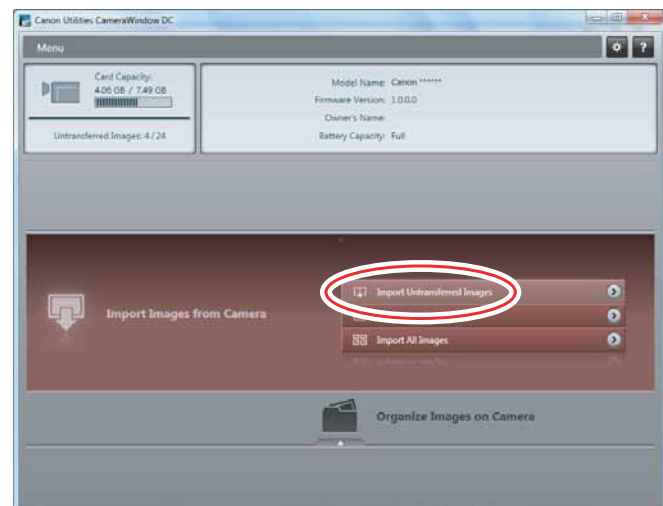 Canon Utilities CameraWindow DC
Menu
?
Card Capacity:
4.06 GB / 7.49 GB
Untransferred Images: 4 / 24
Model Name: Canon ******
Firmware Version: 1.0.0.0
Owner's Name:
Battery Capacity: Full
Import Images from Camera
Import Untransferred Images
Import All Images
Organize Images on Camera